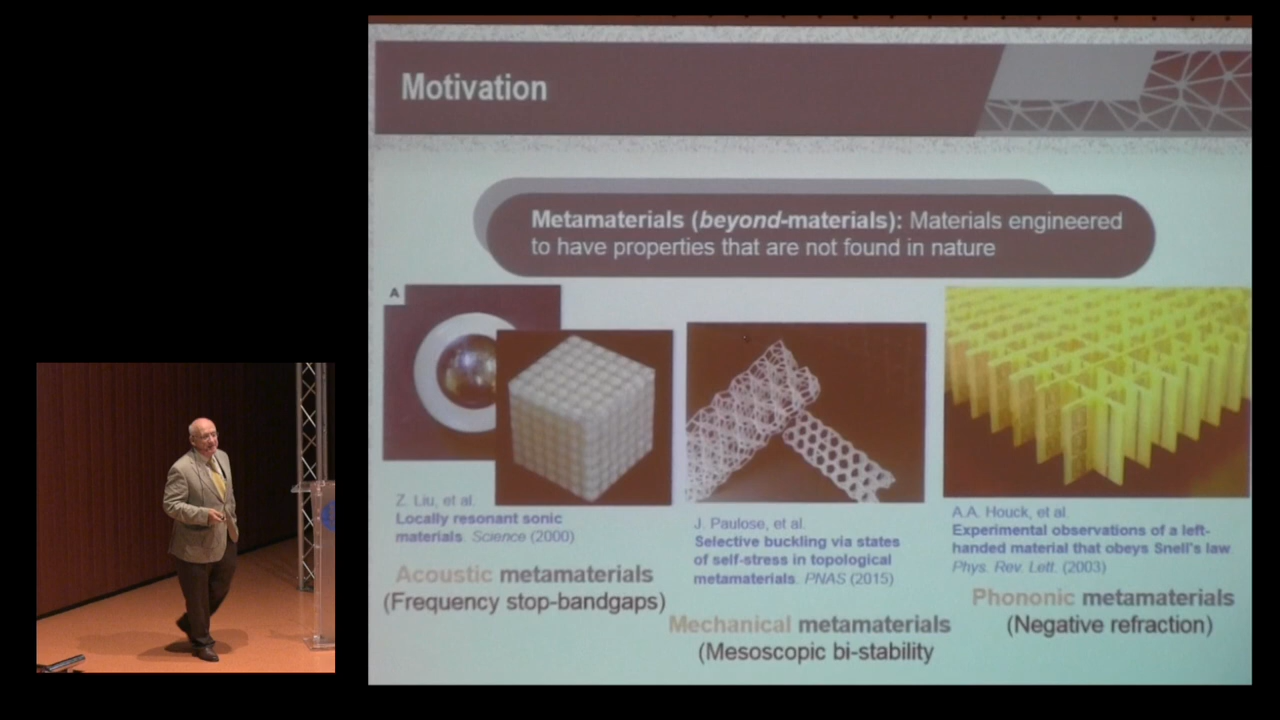 Motivation
Metamaterials (beyond-materials): Materials engineered
to have properties that are not found in nature
A
Z. Liu, et al.
Locally resonant sonic
materials. Science (2000)
Acoustic metamaterials
(Frequency stop-bandgaps)
J. Paulose, et al.
Selective buckling via states
of self-stress in topological
metamaterials. PNAS (2015)
Mechanical metamaterials
(Mesoscopic bi-stability
A.A. Houck, et al.
Experimental observations of a left-
handed material that obeys Snell's law
Phys. Rev. Lett. (2003)
Phononic metamaterials
(Negative refraction)